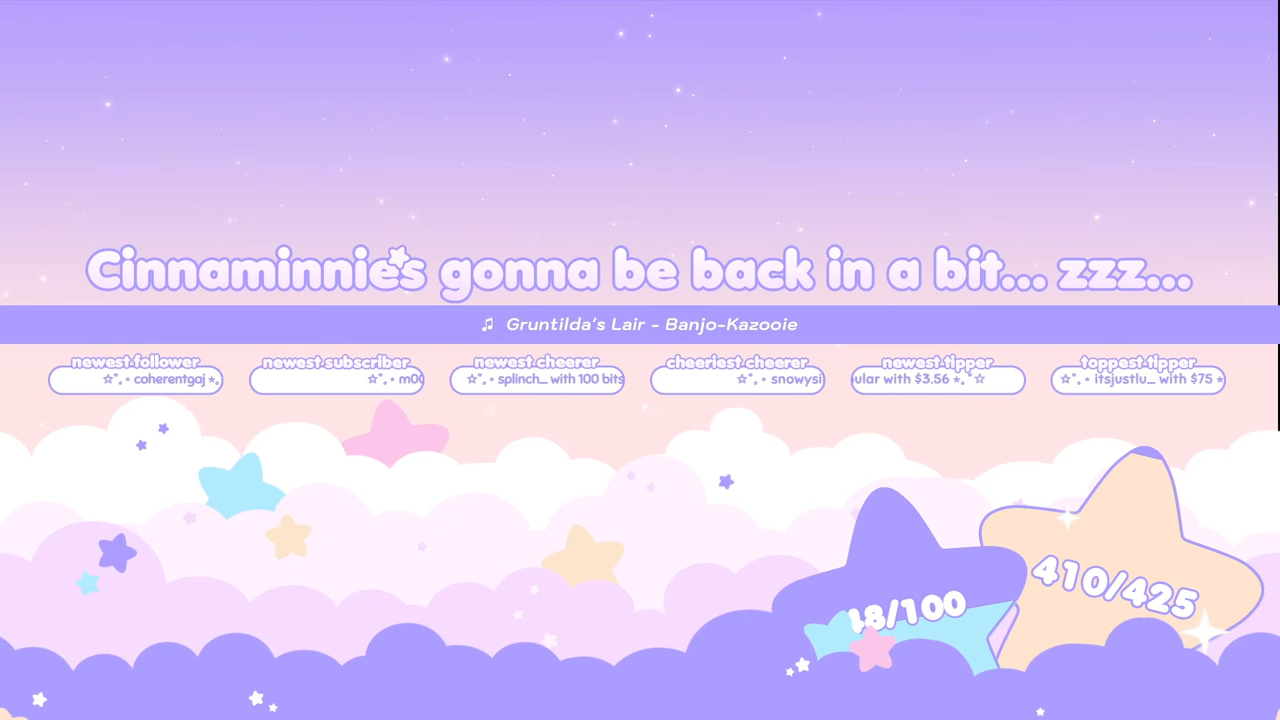 Cinnaminnie's gonna be back in a bit... zzz...
♫ Gruntilda's Lair - Banjo-Kazooie
newest follower
newest subscriber
newest cheerer
cheeriest cheerer
newest tipper
toppest tipper
☆*｡⋆ coherentgaj ⋆｡
☆*｡⋆ m00
☆*｡⋆ splinch_ with 100 bits
☆*｡⋆ snowysi
ular with $3.56 ⋆｡*☆
☆*｡⋆ itsjustlu_ with $75 ⋆
410/425
/100